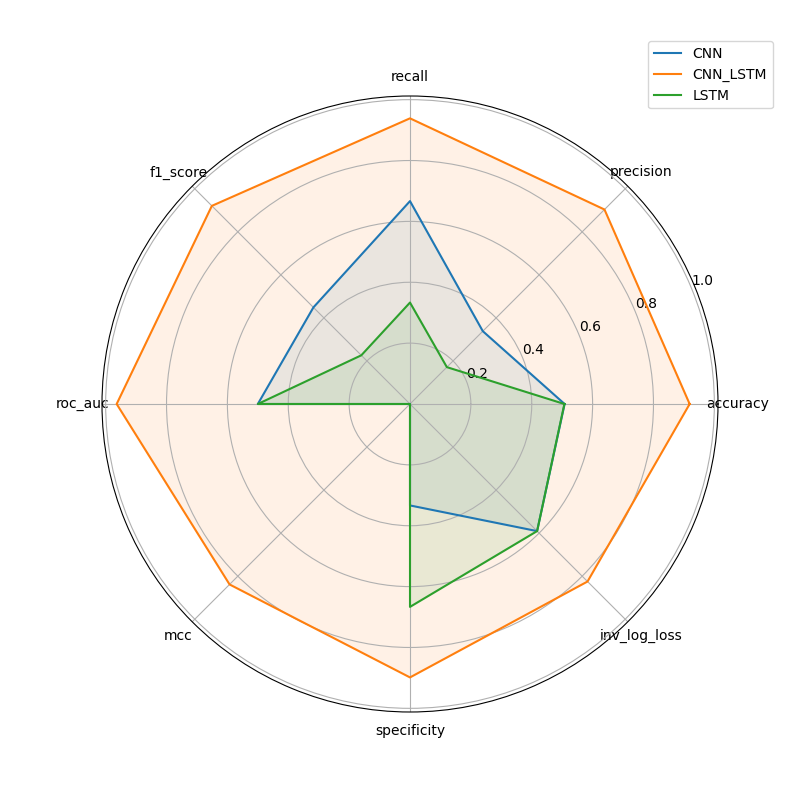 CNN
CNN_LSTM
LSTM
recall
f1_score
precision
1.0
0.8
0.6
0.4
0.2
roc_auc
accuracy
mcc
inv_log_loss
specificity